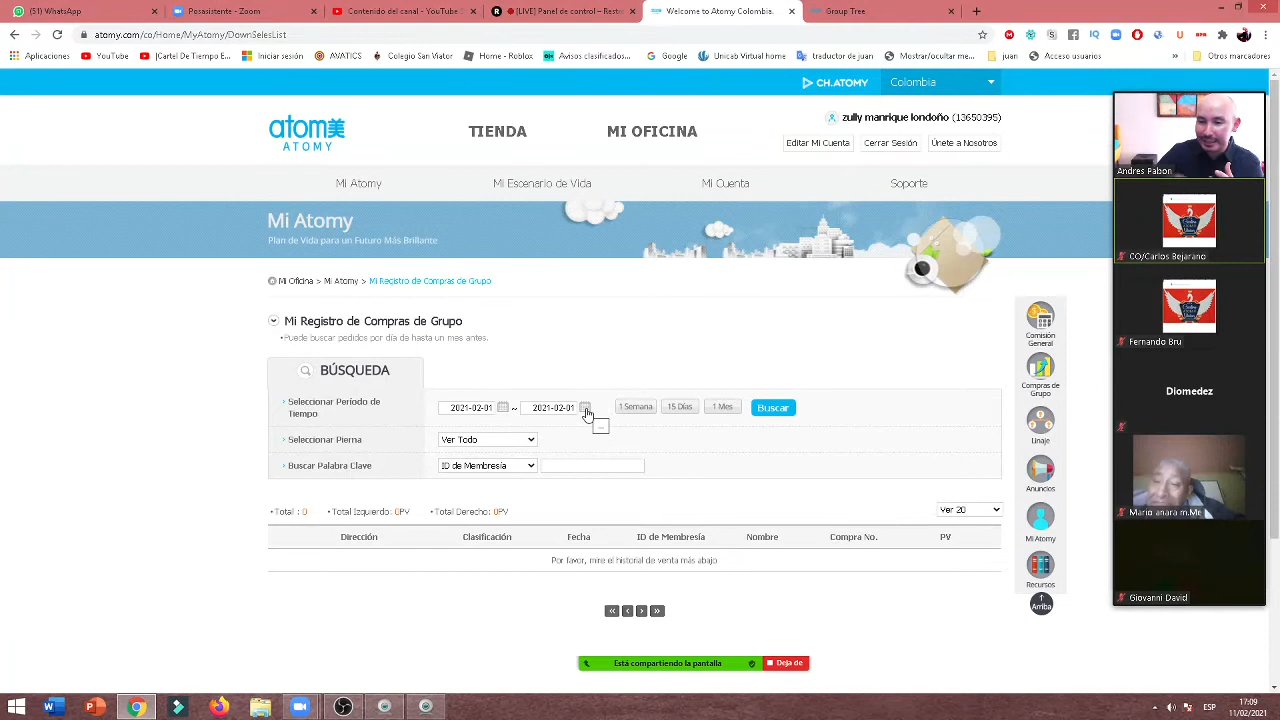 (51) WhatsApp
Posasistente - Zoom
Contenido del canal - YouTube
[LIVE] Panel de control – Rest
Welcome to Atomy Colombia.
Group Tree
atomy.com/co/Home/MyAtomy/DownSelesList
Aplicaciones
YouTube
(Cartel De Tiempo E...
Iniciar sesión
AVATICS
Colegio San Viator
Modshop - Roblox
Avisos clasificados...
Google
Unicab Virtual home
traductor de juan
Mostrar/ocultar me...
juan
Acceso usuarios
»
Otros marcadores
CH.ATOMY
Colombia
atom美
ATOMY
TIENDA
MI OFICINA
zully manrique londoño (13653395)
Editar Mi Cuenta
Cerrar Sesión
Únete a Nosotros
Mi Atomy
Mi Escenario de Vida
Mi Cuenta
Soporte
Mi Atomy
Plan de Vida para un Futuro Más Brillante
Mi Oficina > Mi Atomy > Mi Registro de Compras de Grupo
Mi Registro de Compras de Grupo
•Puede buscar pedidos por día de hasta un mes antes.
BÚSQUEDA
Seleccionar Período de
Tiempo
2021-02-01 ~ 2021-02-01
1 Semana
15 Días
1 Mes
Buscar
...
Seleccionar Pierna
Ver Todo
Buscar Palabra Clave
ID de Membresía
•Total : 0 •Total Izquierdo: 0PV •Total Derecho: 0PV
Ver 20
Dirección Clasificación Fecha ID de Membresía Nombre Compra No. PV
Por favor, mire el historial de venta más abajo
« ‹ › »
Comisión
General
Compras de
Grupo
Linaje
Anuncios
Mi Atomy
Recursos
↑
Arriba
Andres Pabon
CO/Carlos Bejarano
Fernando Bru
Diomedez
Giovanni David
Está compartiendo la pantalla
Deja de
ESP
17:09
11/02/2021